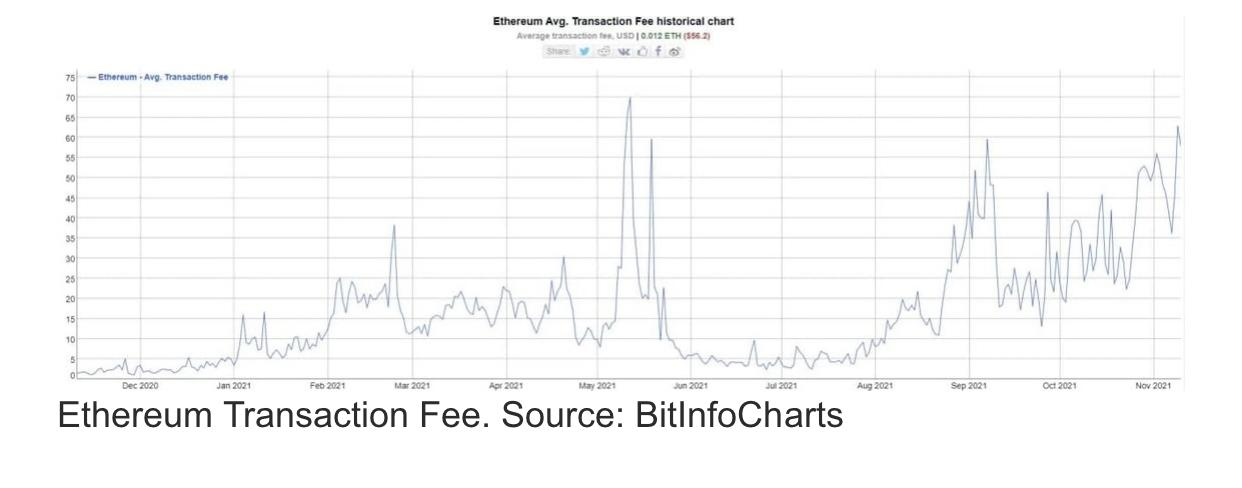 Ethereum Avg. Transaction Fee historical chart
Average transaction fee, USD | 0.012 ETH ($56.2)
Share:
— Ethereum - Avg. Transaction Fee
75
70
65
60
55
50
45
40
35
30
25
20
15
10
5
0
Dec 2020 Jan 2021 Feb 2021 Mar 2021 Apr 2021 May 2021 Jun 2021 Jul 2021 Aug 2021 Sep 2021 Oct 2021 Nov 2021
Ethereum Transaction Fee. Source: BitInfoCharts